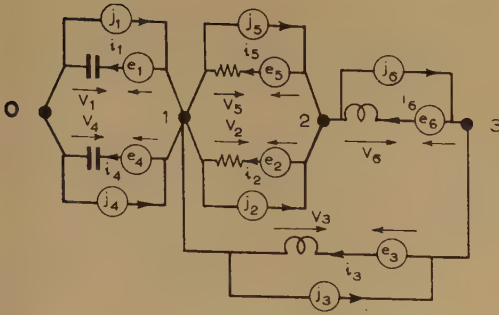 j₁ j₅
i₁ i₅ j₆
e₁ e₅ i₆
0 V₁ 1 V₅ 2 e₆ 3
V₄ V₂ V₆
i₄ e₄ i₂ e₂
j₄ j₂ V₃
i₃ e₃
j₃